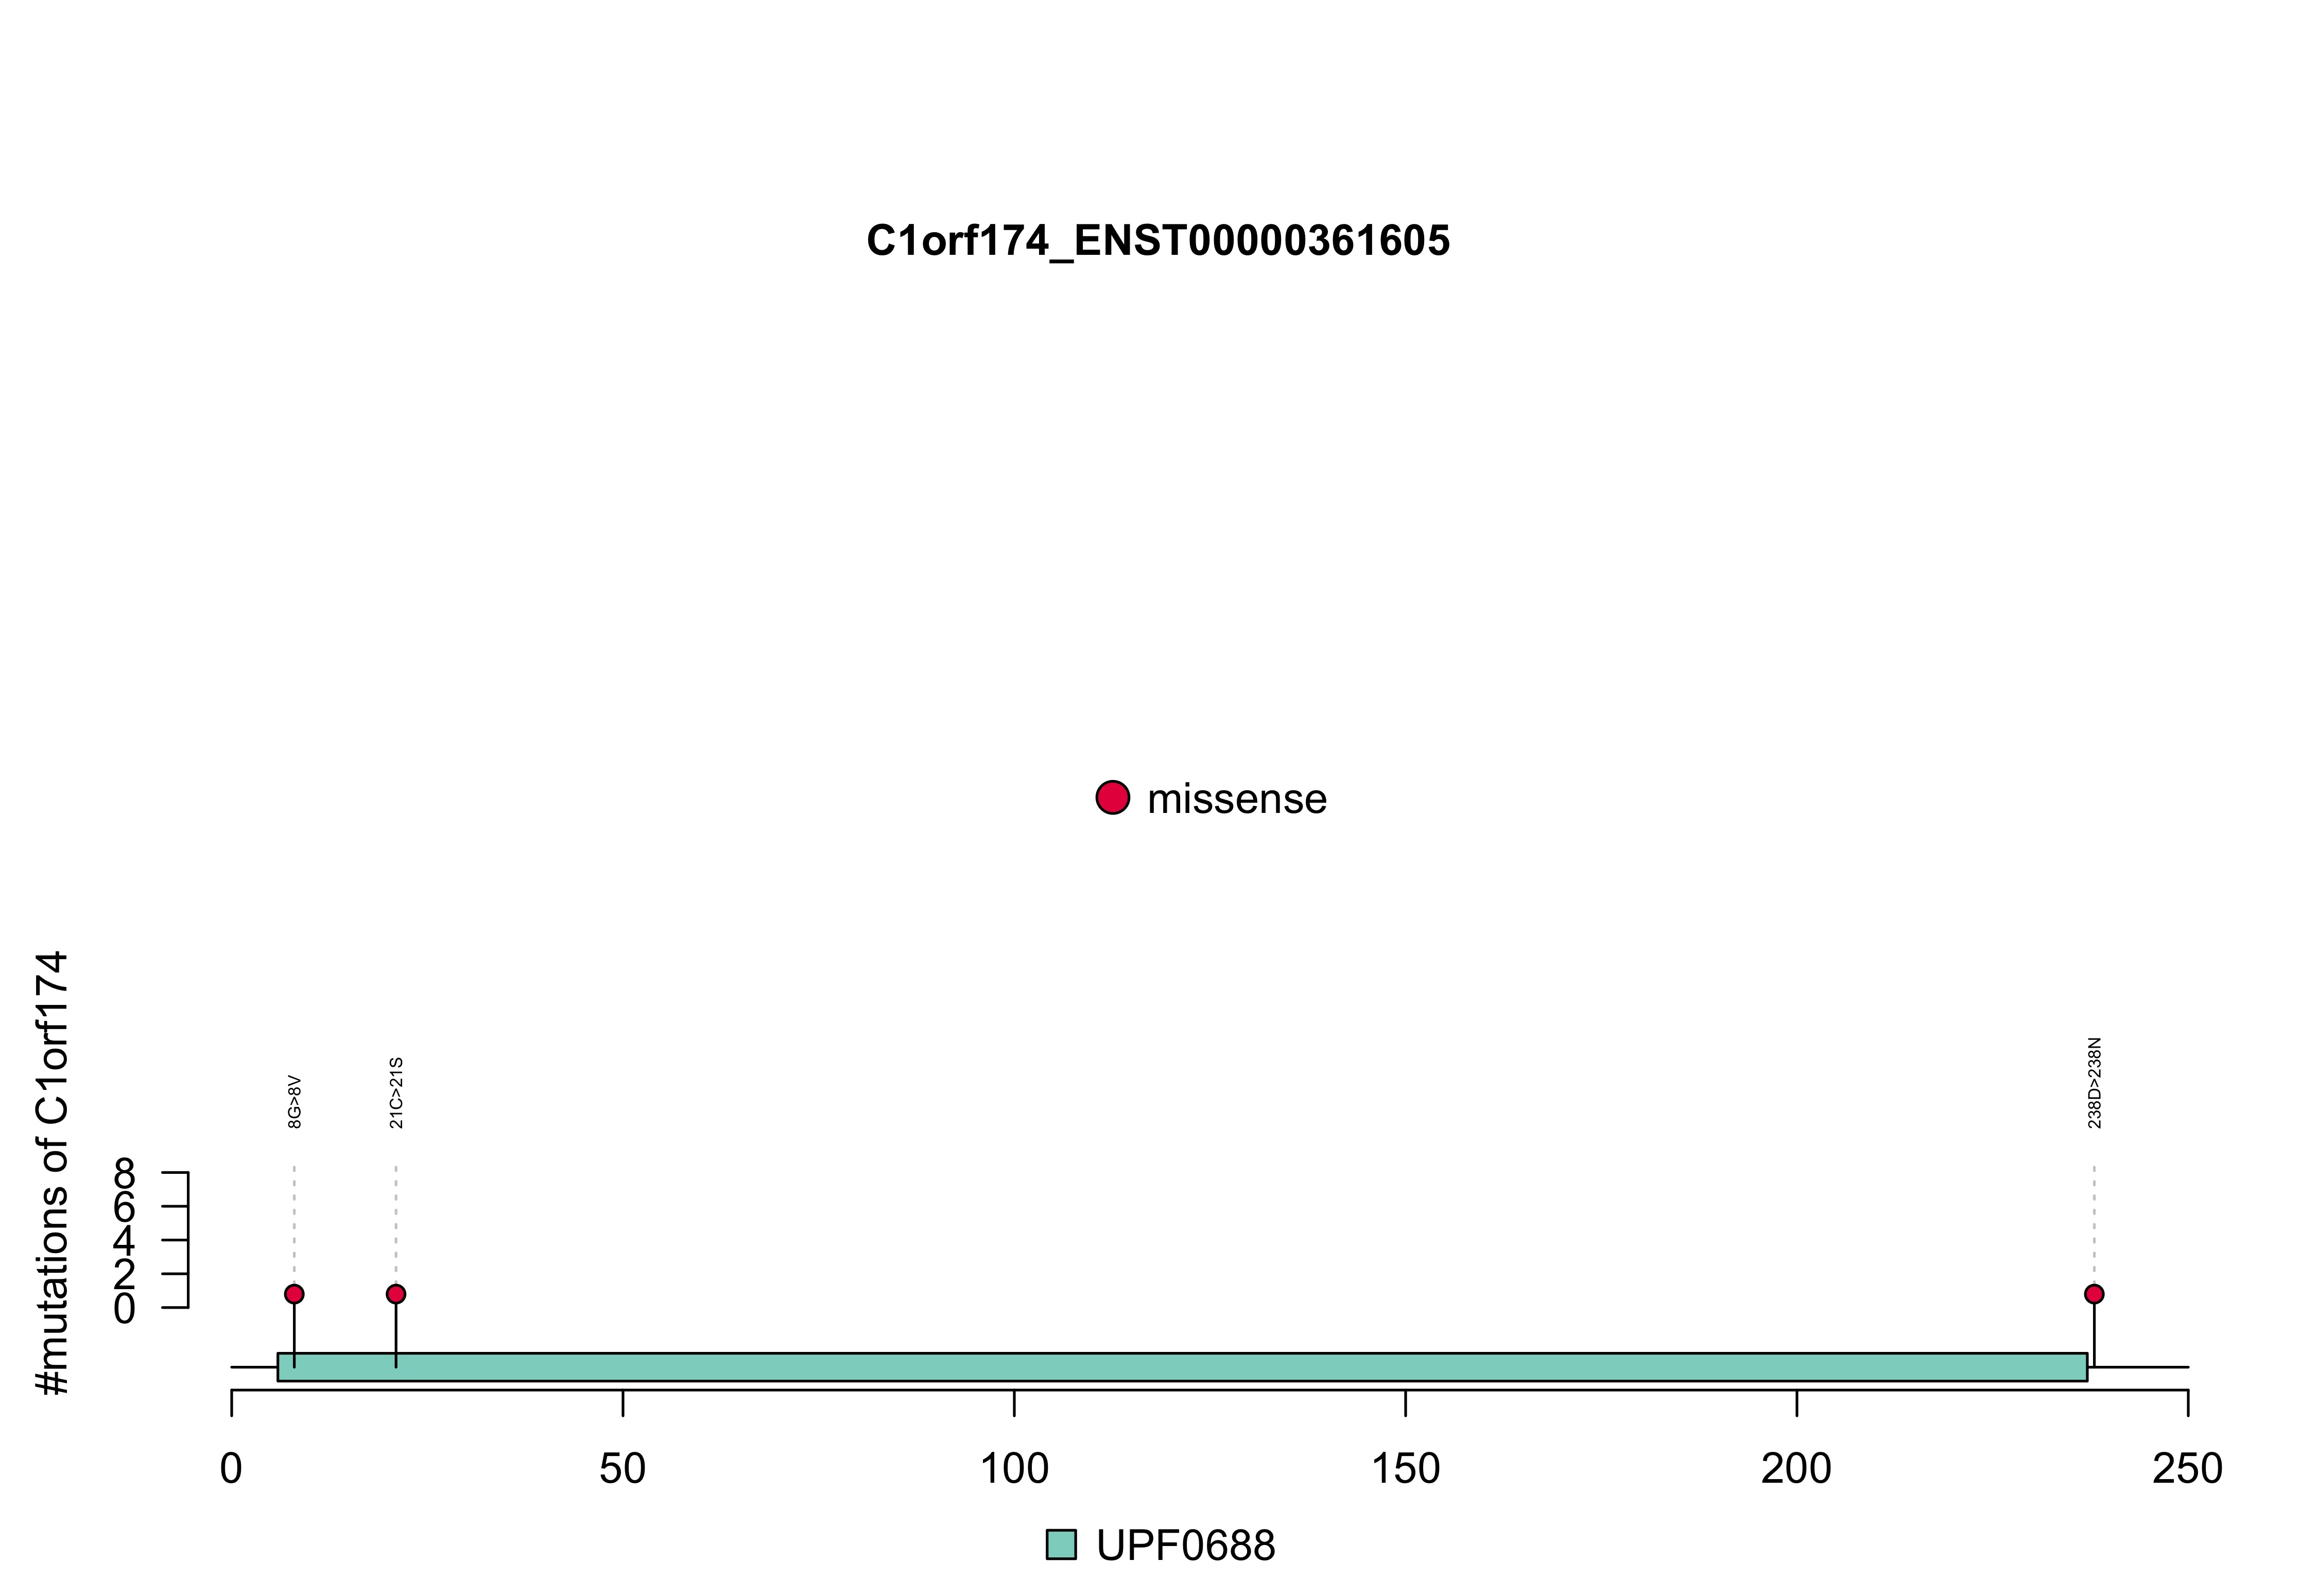 C1orf174_ENST00000361605
missense
#mutations of C1orf174
8G>8V
21C>21S
238D>238N
8
6
4
2
0
0 50 100 150 200 250
UPF0688